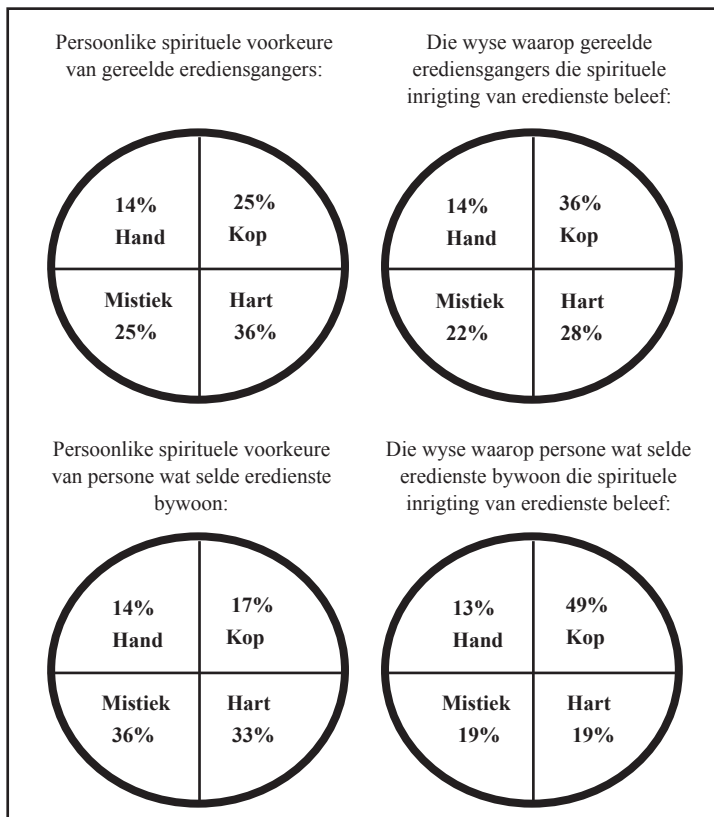 Persoonlike spirituele voorkeure
van gereelde erediensgangers:
14%
Hand
25%
Kop
Mistiek
25%
Hart
36%
Die wyse waarop gereelde
erediensgangers die spirituele
inrigting van eredienste beleef:
14%
Hand
36%
Kop
Mistiek
22%
Hart
28%
Persoonlike spirituele voorkeure
van persone wat selde eredienste
bywoon:
14%
Hand
17%
Kop
Mistiek
36%
Hart
33%
Die wyse waarop persone wat selde
eredienste bywoon die spirituele
inrigting van eredienste beleef:
13%
Hand
49%
Kop
Mistiek
19%
Hart
19%